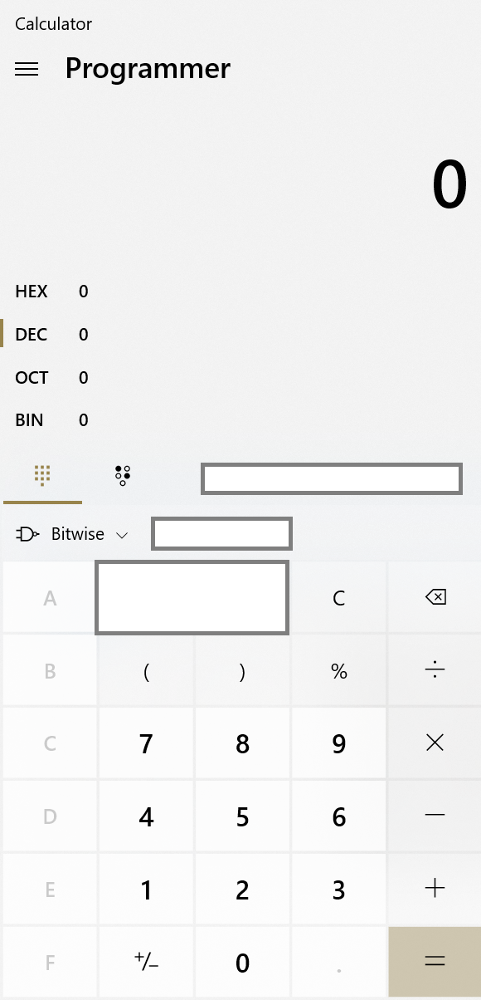 Calculator
Programmer
0
HEX 0
DEC 0
OCT 0
BIN 0
Bitwise
A C
B ( ) % ÷
C 7 8 9 ×
D 4 5 6 −
E 1 2 3 +
F +/− 0 . =